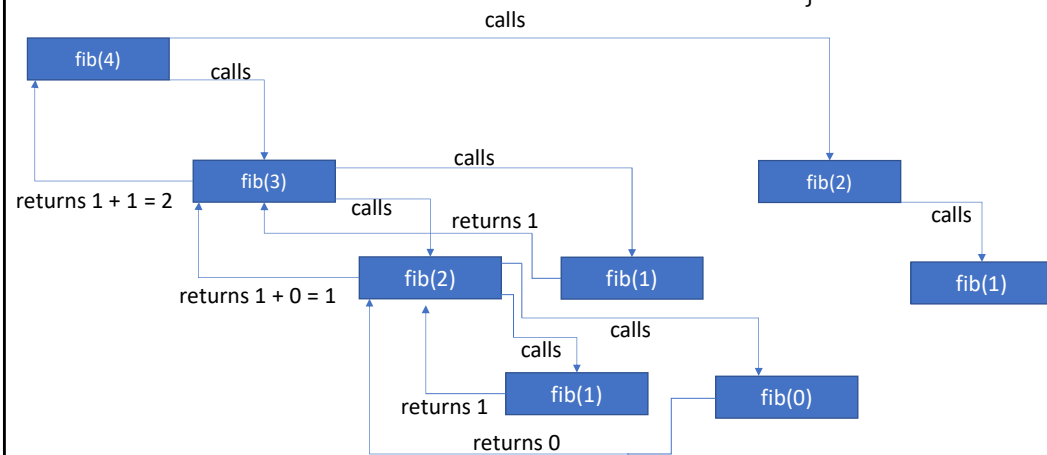 }
calls
fib(4)
calls
calls
fib(3)
fib(2)
returns 1 + 1 = 2
calls
returns 1
calls
fib(2)
fib(1)
fib(1)
returns 1 + 0 = 1
calls
calls
fib(1)
fib(0)
returns 1
returns 0